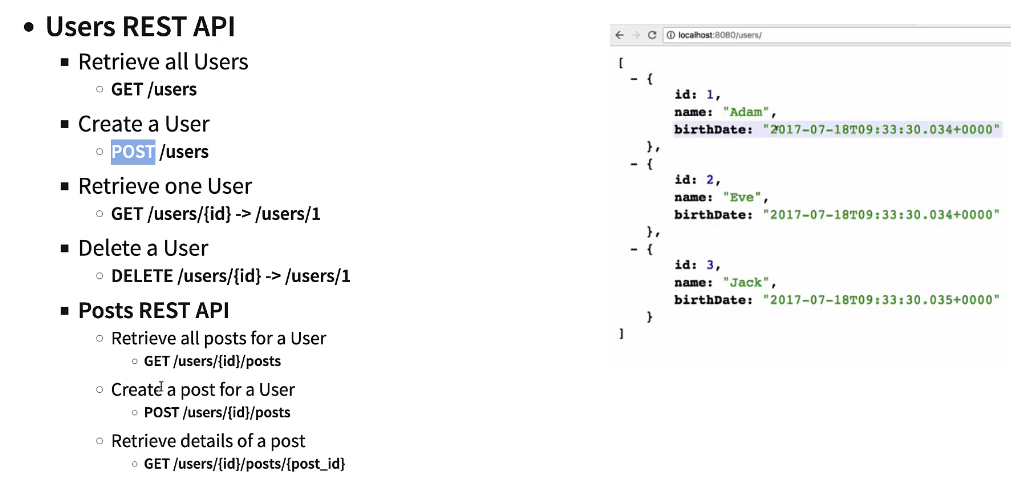 Users REST API
Retrieve all Users
GET /users
Create a User
POST /users
Retrieve one User
GET /users/{id} -> /users/1
Delete a User
DELETE /users/{id} -> /users/1
Posts REST API
Retrieve all posts for a User
GET /users/{id}/posts
Create a post for a User
POST /users/{id}/posts
Retrieve details of a post
GET /users/{id}/posts/{post_id}
localhost:8080/users/
[
- {
id: 1,
name: "Adam",
birthDate: "2017-07-18T09:33:30.034+0000"
},
- {
id: 2,
name: "Eve",
birthDate: "2017-07-18T09:33:30.034+0000"
},
- {
id: 3,
name: "Jack",
birthDate: "2017-07-18T09:33:30.035+0000"
}
]